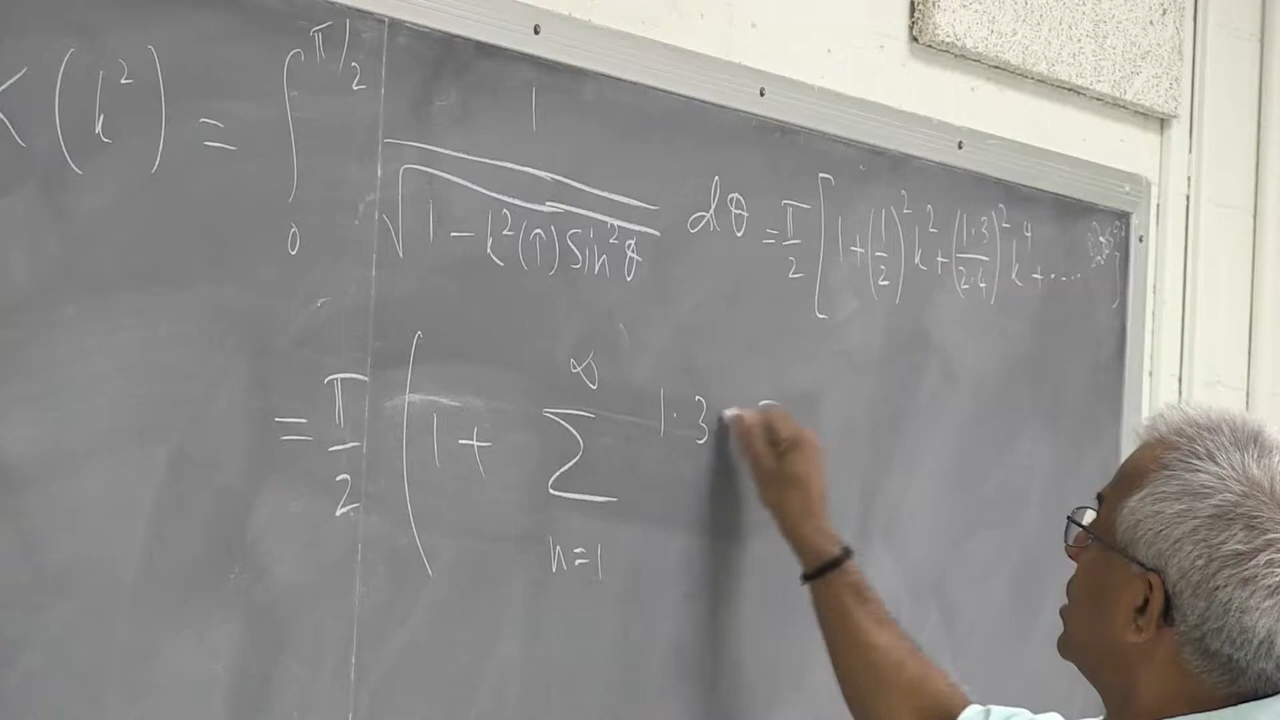 K(k²) = ∫₀^{π/2} 1/√(1 − k²(τ) Sin²θ) dθ = π/2 [1 + (1/2)² k² + (1·3/2·4)² k⁴ + ....]
= π/2 (1 + ∑_{n=1}^{∞} 1·3